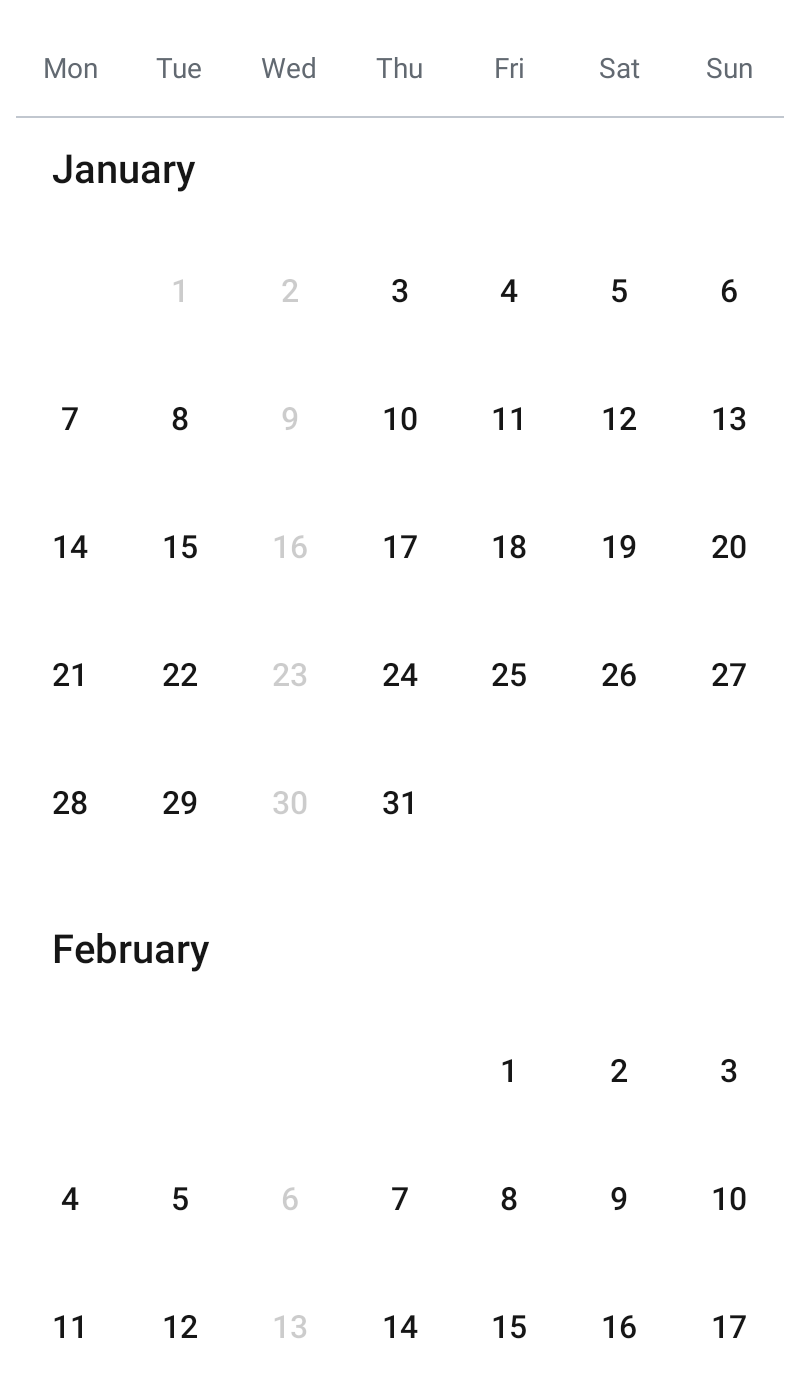 Mon Tue Wed Thu Fri Sat Sun
January
1 2 3 4 5 6
7 8 9 10 11 12 13
14 15 16 17 18 19 20
21 22 23 24 25 26 27
28 29 30 31
February
1 2 3
4 5 6 7 8 9 10
11 12 13 14 15 16 17